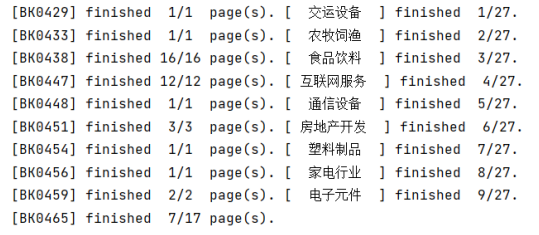 [BK0429] finished  1/1  page(s). [  交运设备  ] finished  1/27.
[BK0433] finished  1/1  page(s). [  农牧饲渔  ] finished  2/27.
[BK0438] finished 16/16 page(s). [  食品饮料  ] finished  3/27.
[BK0447] finished 12/12 page(s). [ 互联网服务  ] finished  4/27.
[BK0448] finished  1/1  page(s). [  通信设备  ] finished  5/27.
[BK0451] finished  3/3  page(s). [ 房地产开发  ] finished  6/27.
[BK0454] finished  1/1  page(s). [  塑料制品  ] finished  7/27.
[BK0456] finished  1/1  page(s). [  家电行业  ] finished  8/27.
[BK0459] finished  2/2  page(s). [  电子元件  ] finished  9/27.
[BK0465] finished  7/17 page(s).